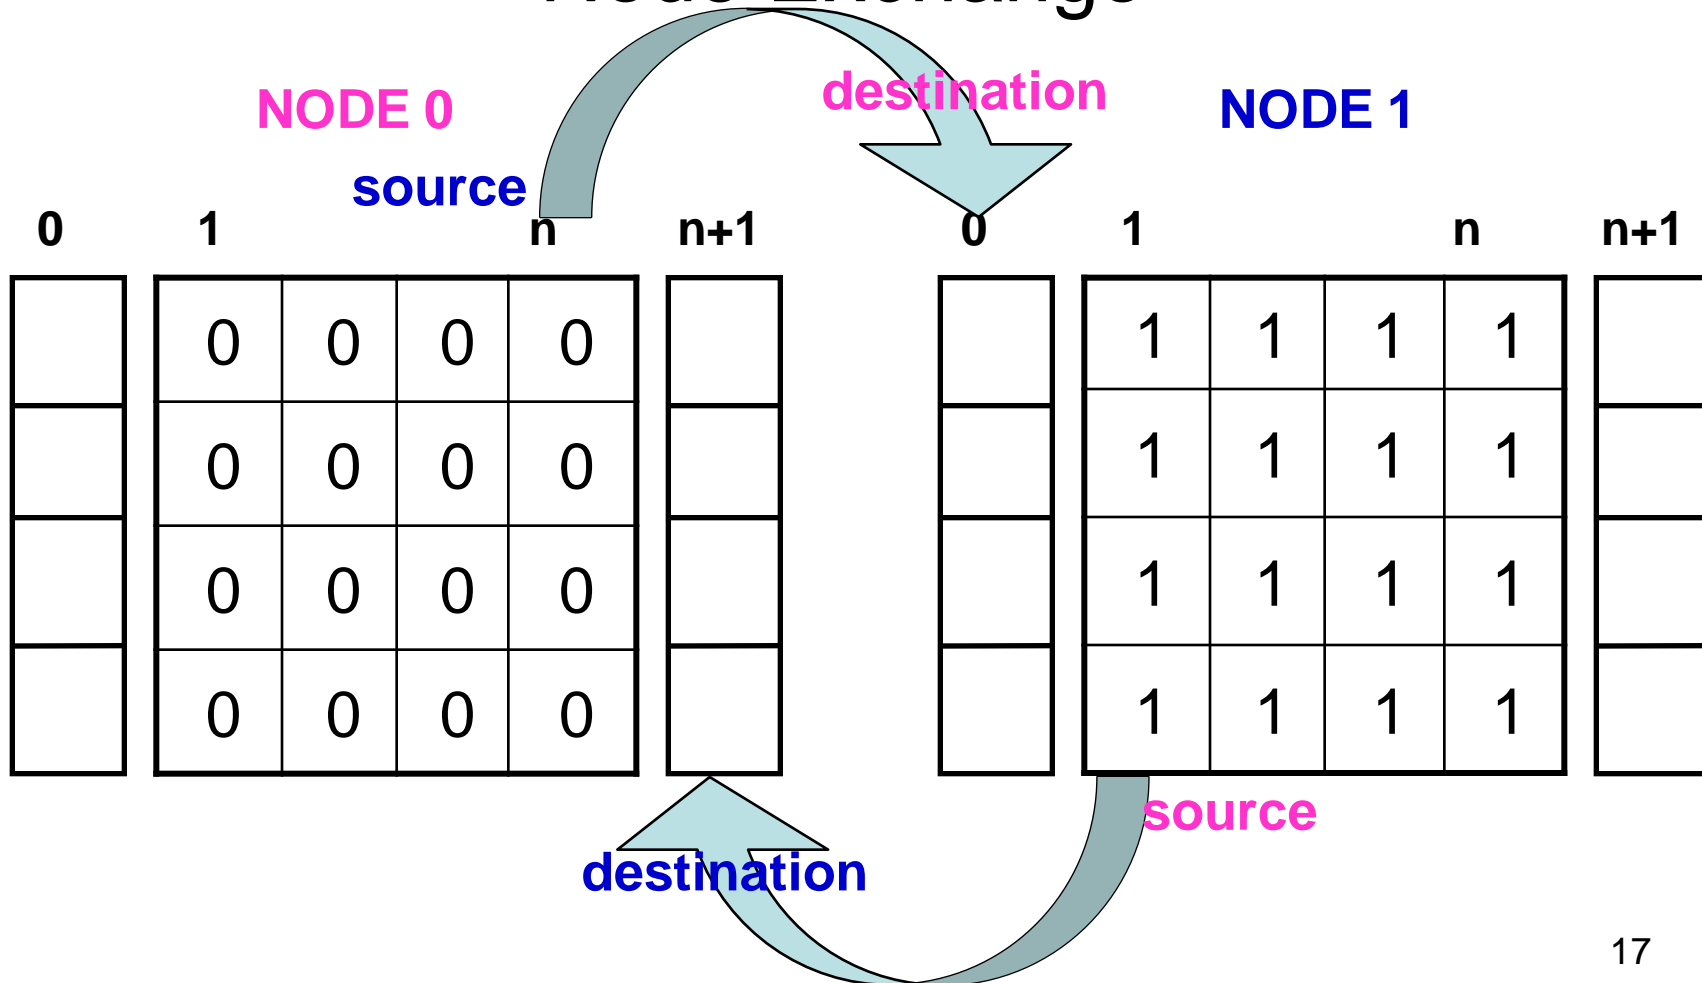 Node Exchange
NODE 0 destination NODE 1
source
0 1 n n+1 0 1 n n+1
0 0 0 0 1 1 1 1
0 0 0 0 1 1 1 1
0 0 0 0 1 1 1 1
0 0 0 0 1 1 1 1
source
destination
17